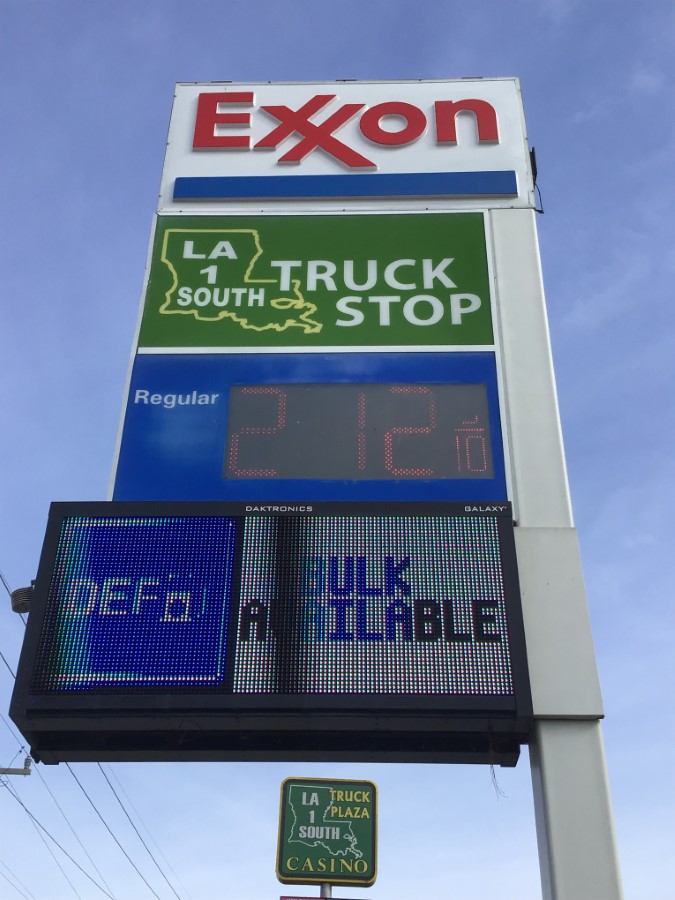 Exxon
LA
1
SOUTH
TRUCK
STOP
Regular
2 12
10
DAKTRONICS
GALAXY
DEF
BULK
AVAILABLE
LA
1
SOUTH
TRUCK
PLAZA
CASINO